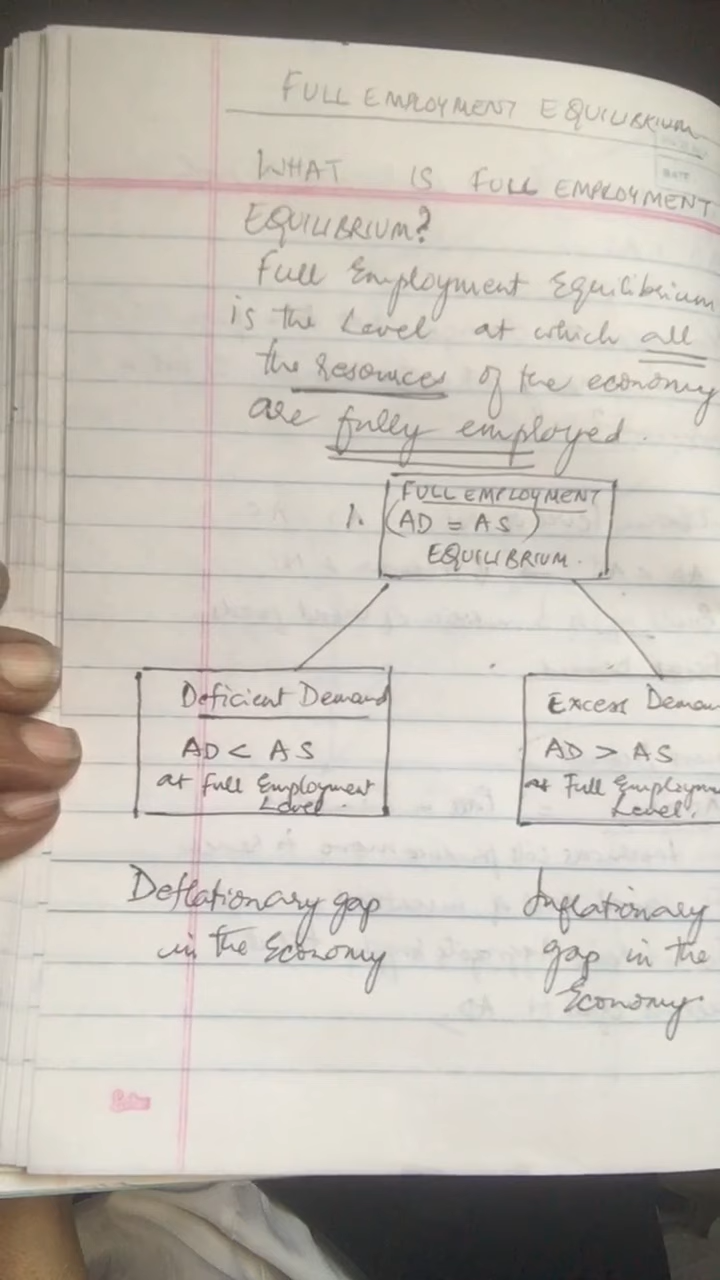 FULL EMPLOYMENT EQUILIBRIUM
WHAT IS FULL EMPLOYMENT
EQUILIBRIUM?
Full Employment Equilibrium
is the Level at which all
the resources of the economy
are fully employed.
1. FULL EMPLOYMENT
(AD = AS)
EQUILIBRIUM.
Deficient Demand
AD < AS
at Full Employment
Level.
Excess Deman
AD > AS
at Full Employm
Level.
Deflationary gap
in the Economy
Inflationary
gap in the
Economy